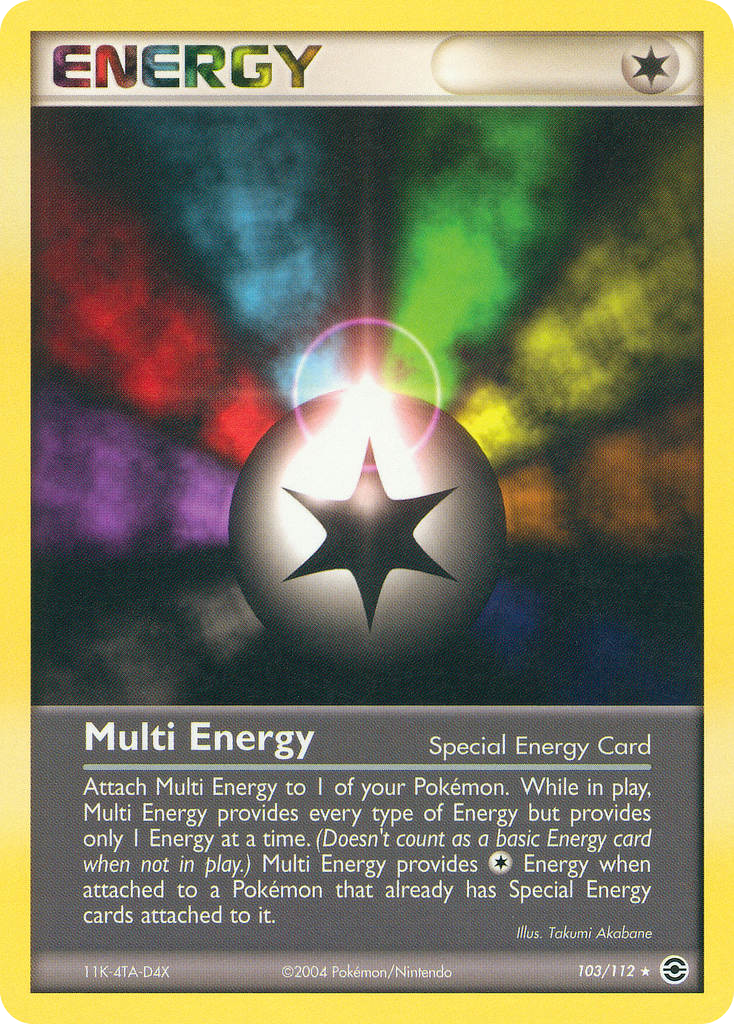 ENERGY
Multi Energy
Special Energy Card
Attach Multi Energy to 1 of your Pokémon. While in play,
Multi Energy provides every type of Energy but provides
only 1 Energy at a time. (Doesn't count as a basic Energy card
when not in play.) Multi Energy provides Energy when
attached to a Pokémon that already has Special Energy
cards attached to it.
Illus. Takumi Akabane
11K-4TA-D4X
©2004 Pokémon/Nintendo
103/112 ★